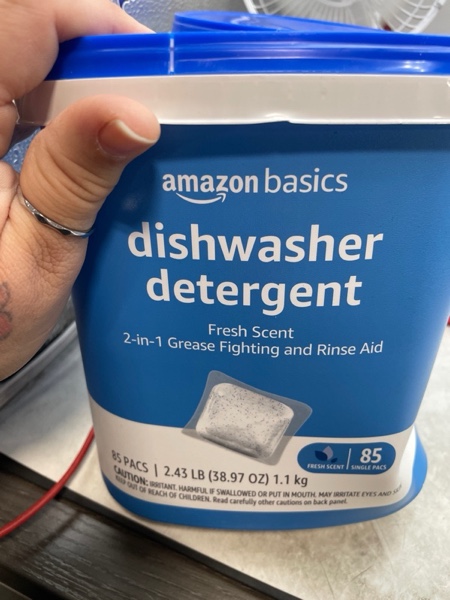 amazon basics
dishwasher
detergent
Fresh Scent
2-in-1 Grease Fighting and Rinse Aid
FRESH SCENT
85
SINGLE PACS
85 PACS | 2.43 LB (38.97 OZ) 1.1 kg
CAUTION: IRRITANT. HARMFUL IF SWALLOWED OR PUT IN MOUTH. MAY IRRITATE EYES AND
KEEP OUT OF REACH OF CHILDREN. Read carefully other cautions on back panel.